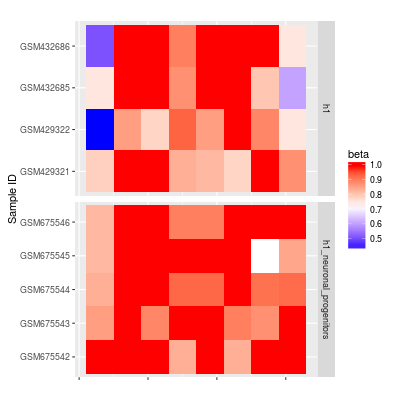 GSM432686
GSM432685
GSM429322
GSM429321
h1
GSM675546
GSM675545
GSM675544
GSM675543
GSM675542
h1_neuronal_progenitors
Sample ID
beta
1.0
0.9
0.8
0.7
0.6
0.5